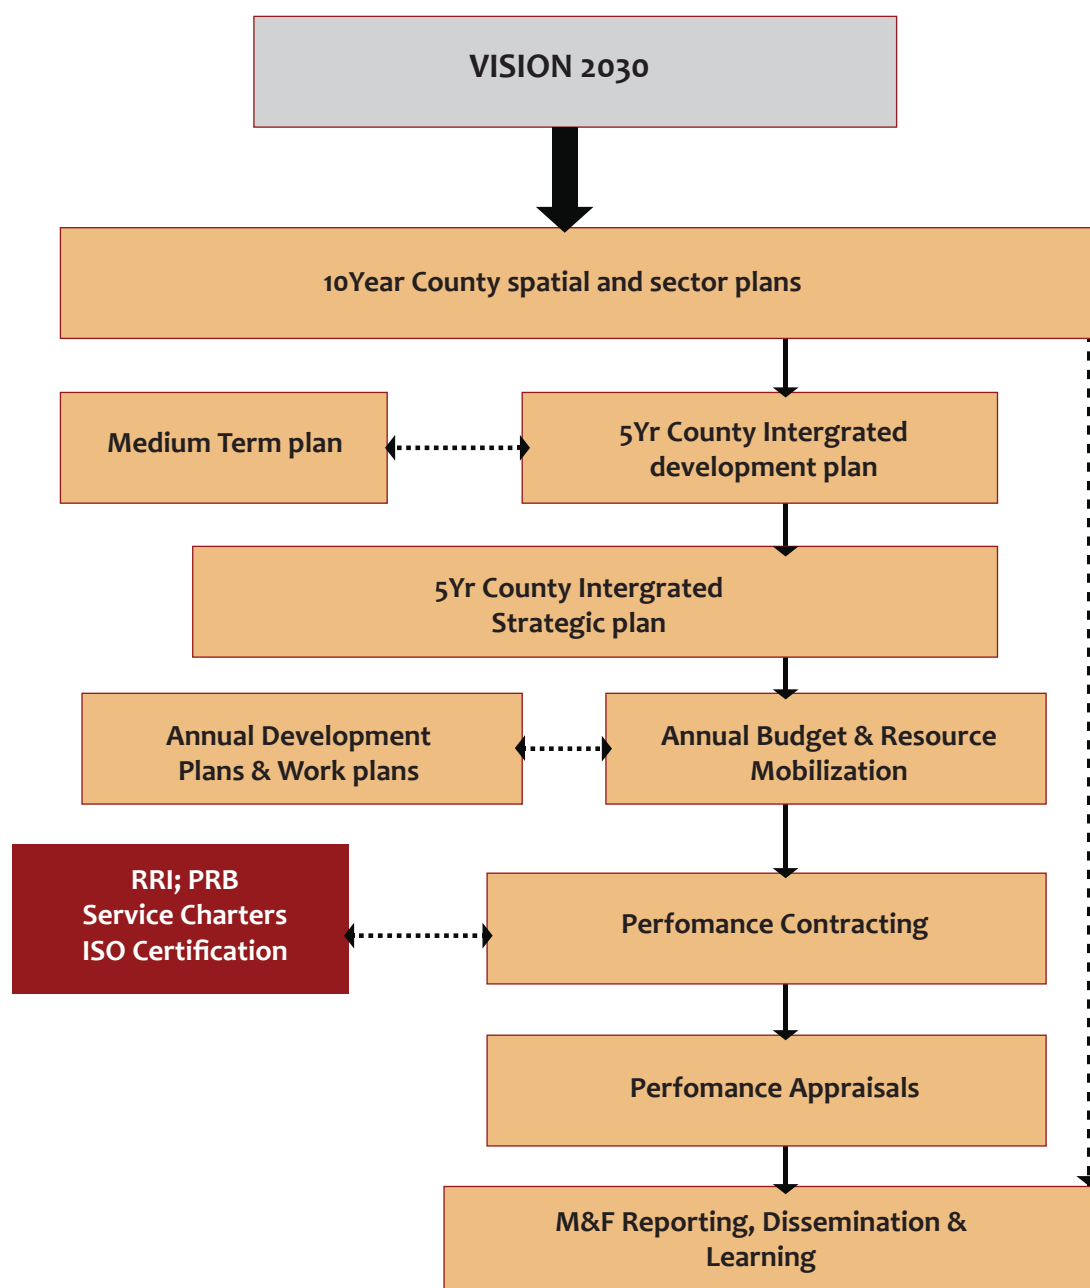 VISION 2030
10Year County spatial and sector plans
Medium Term plan
5Yr County Intergrated
development plan
5Yr County Intergrated
Strategic plan
Annual Development
Plans & Work plans
Annual Budget & Resource
Mobilization
RRI; PRB
Service Charters
ISO Certification
Perfomance Contracting
Perfomance Appraisals
M&F Reporting, Dissemination &
Learning